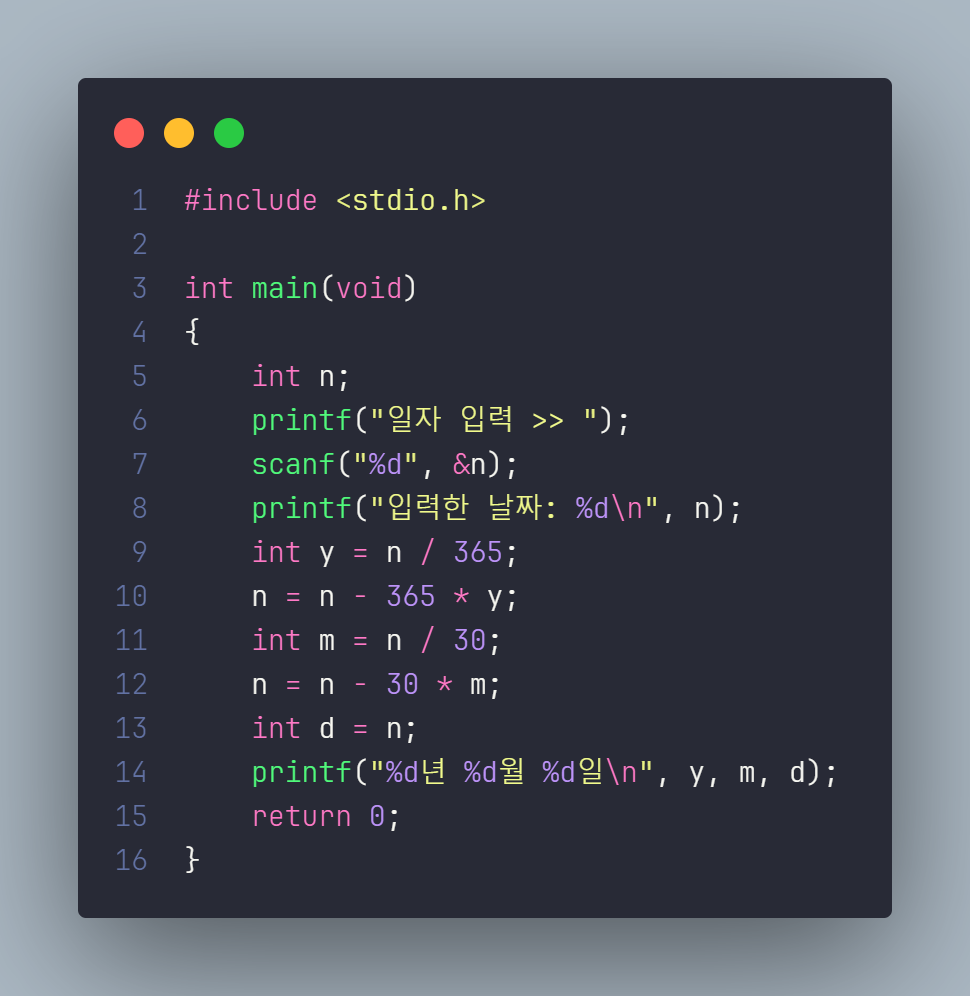 1 #include <stdio.h>
2
3 int main(void)
4 {
5     int n;
6     printf("일자 입력 >> ");
7     scanf("%d", &n);
8     printf("입력한 날짜: %d\n", n);
9     int y = n / 365;
10     n = n - 365 * y;
11     int m = n / 30;
12     n = n - 30 * m;
13     int d = n;
14     printf("%d년 %d월 %d일\n", y, m, d);
15     return 0;
16 }